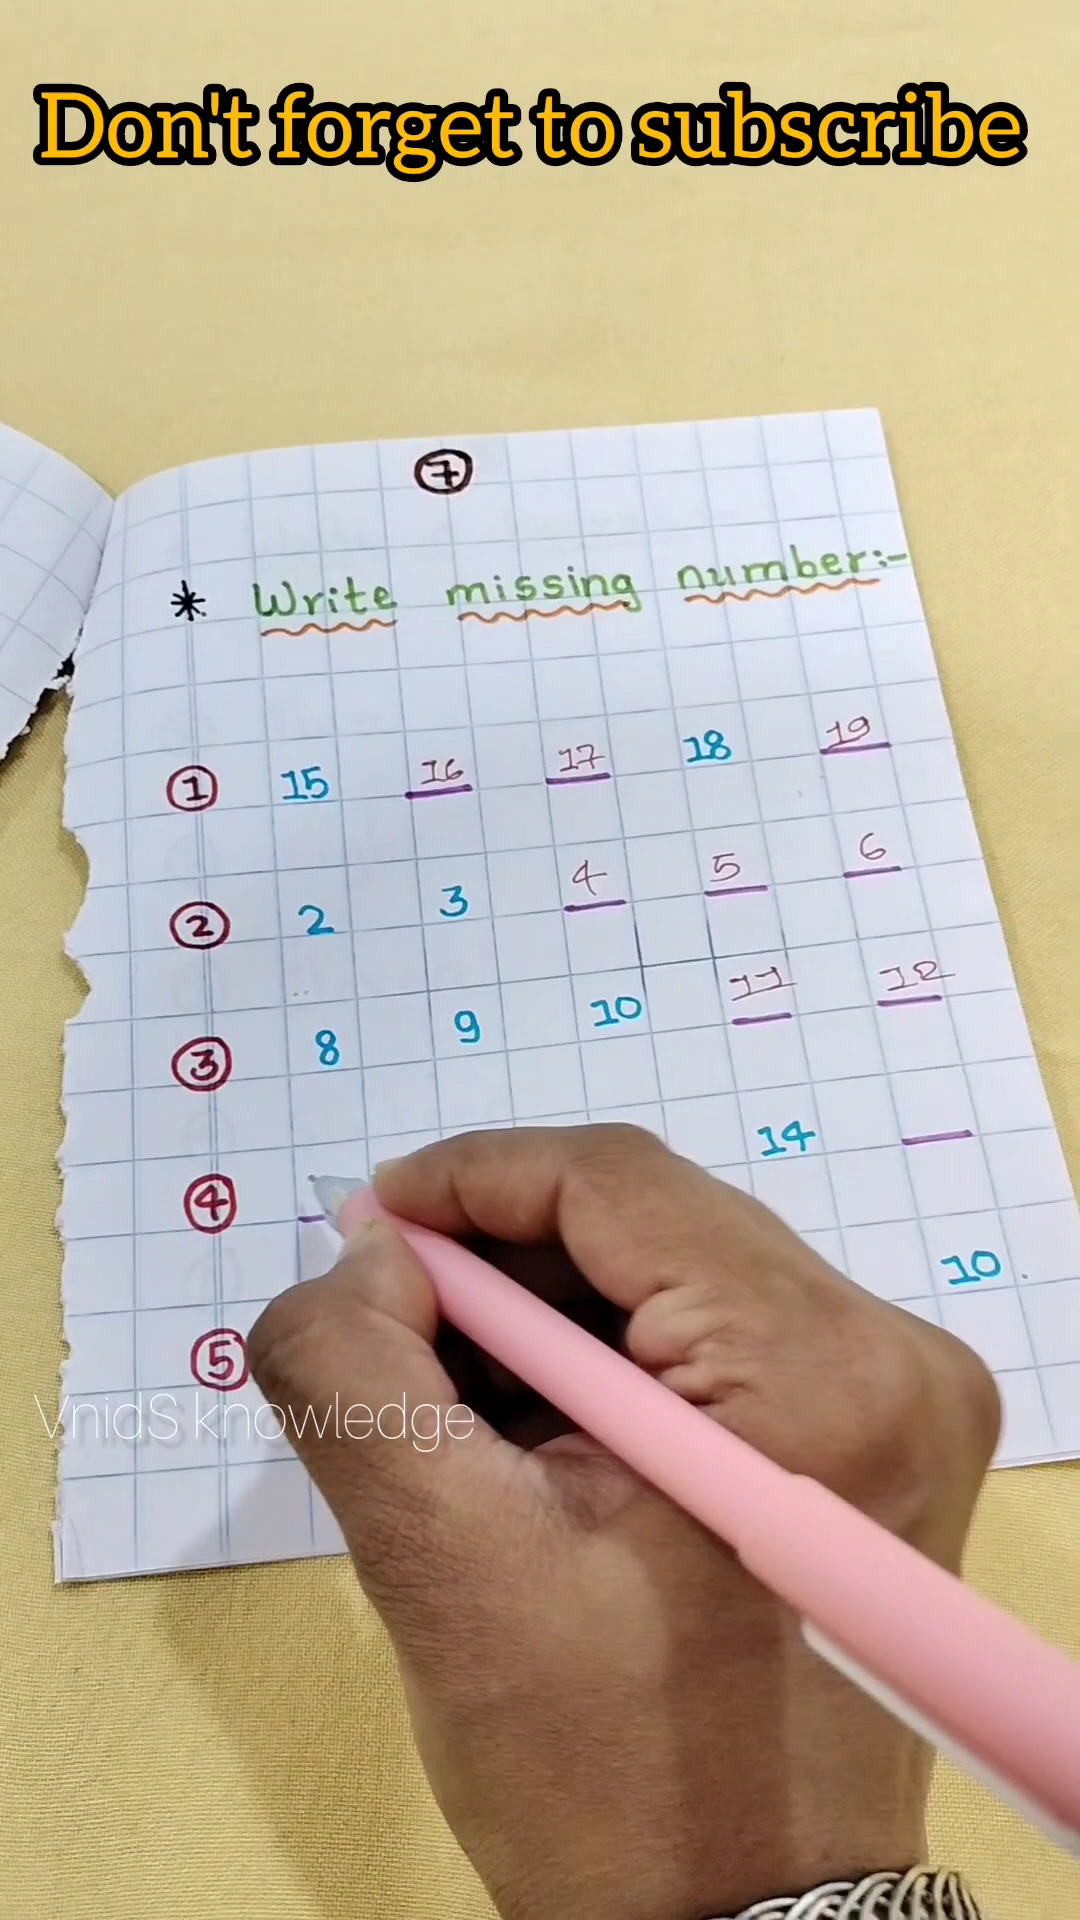 Don't forget to subscribe
7
* Write missing number:-
1 15 16 17 18 19
2 2 3 4 5 6
3 8 9 10 11 12
4 14
5 10
VnidS knowledge